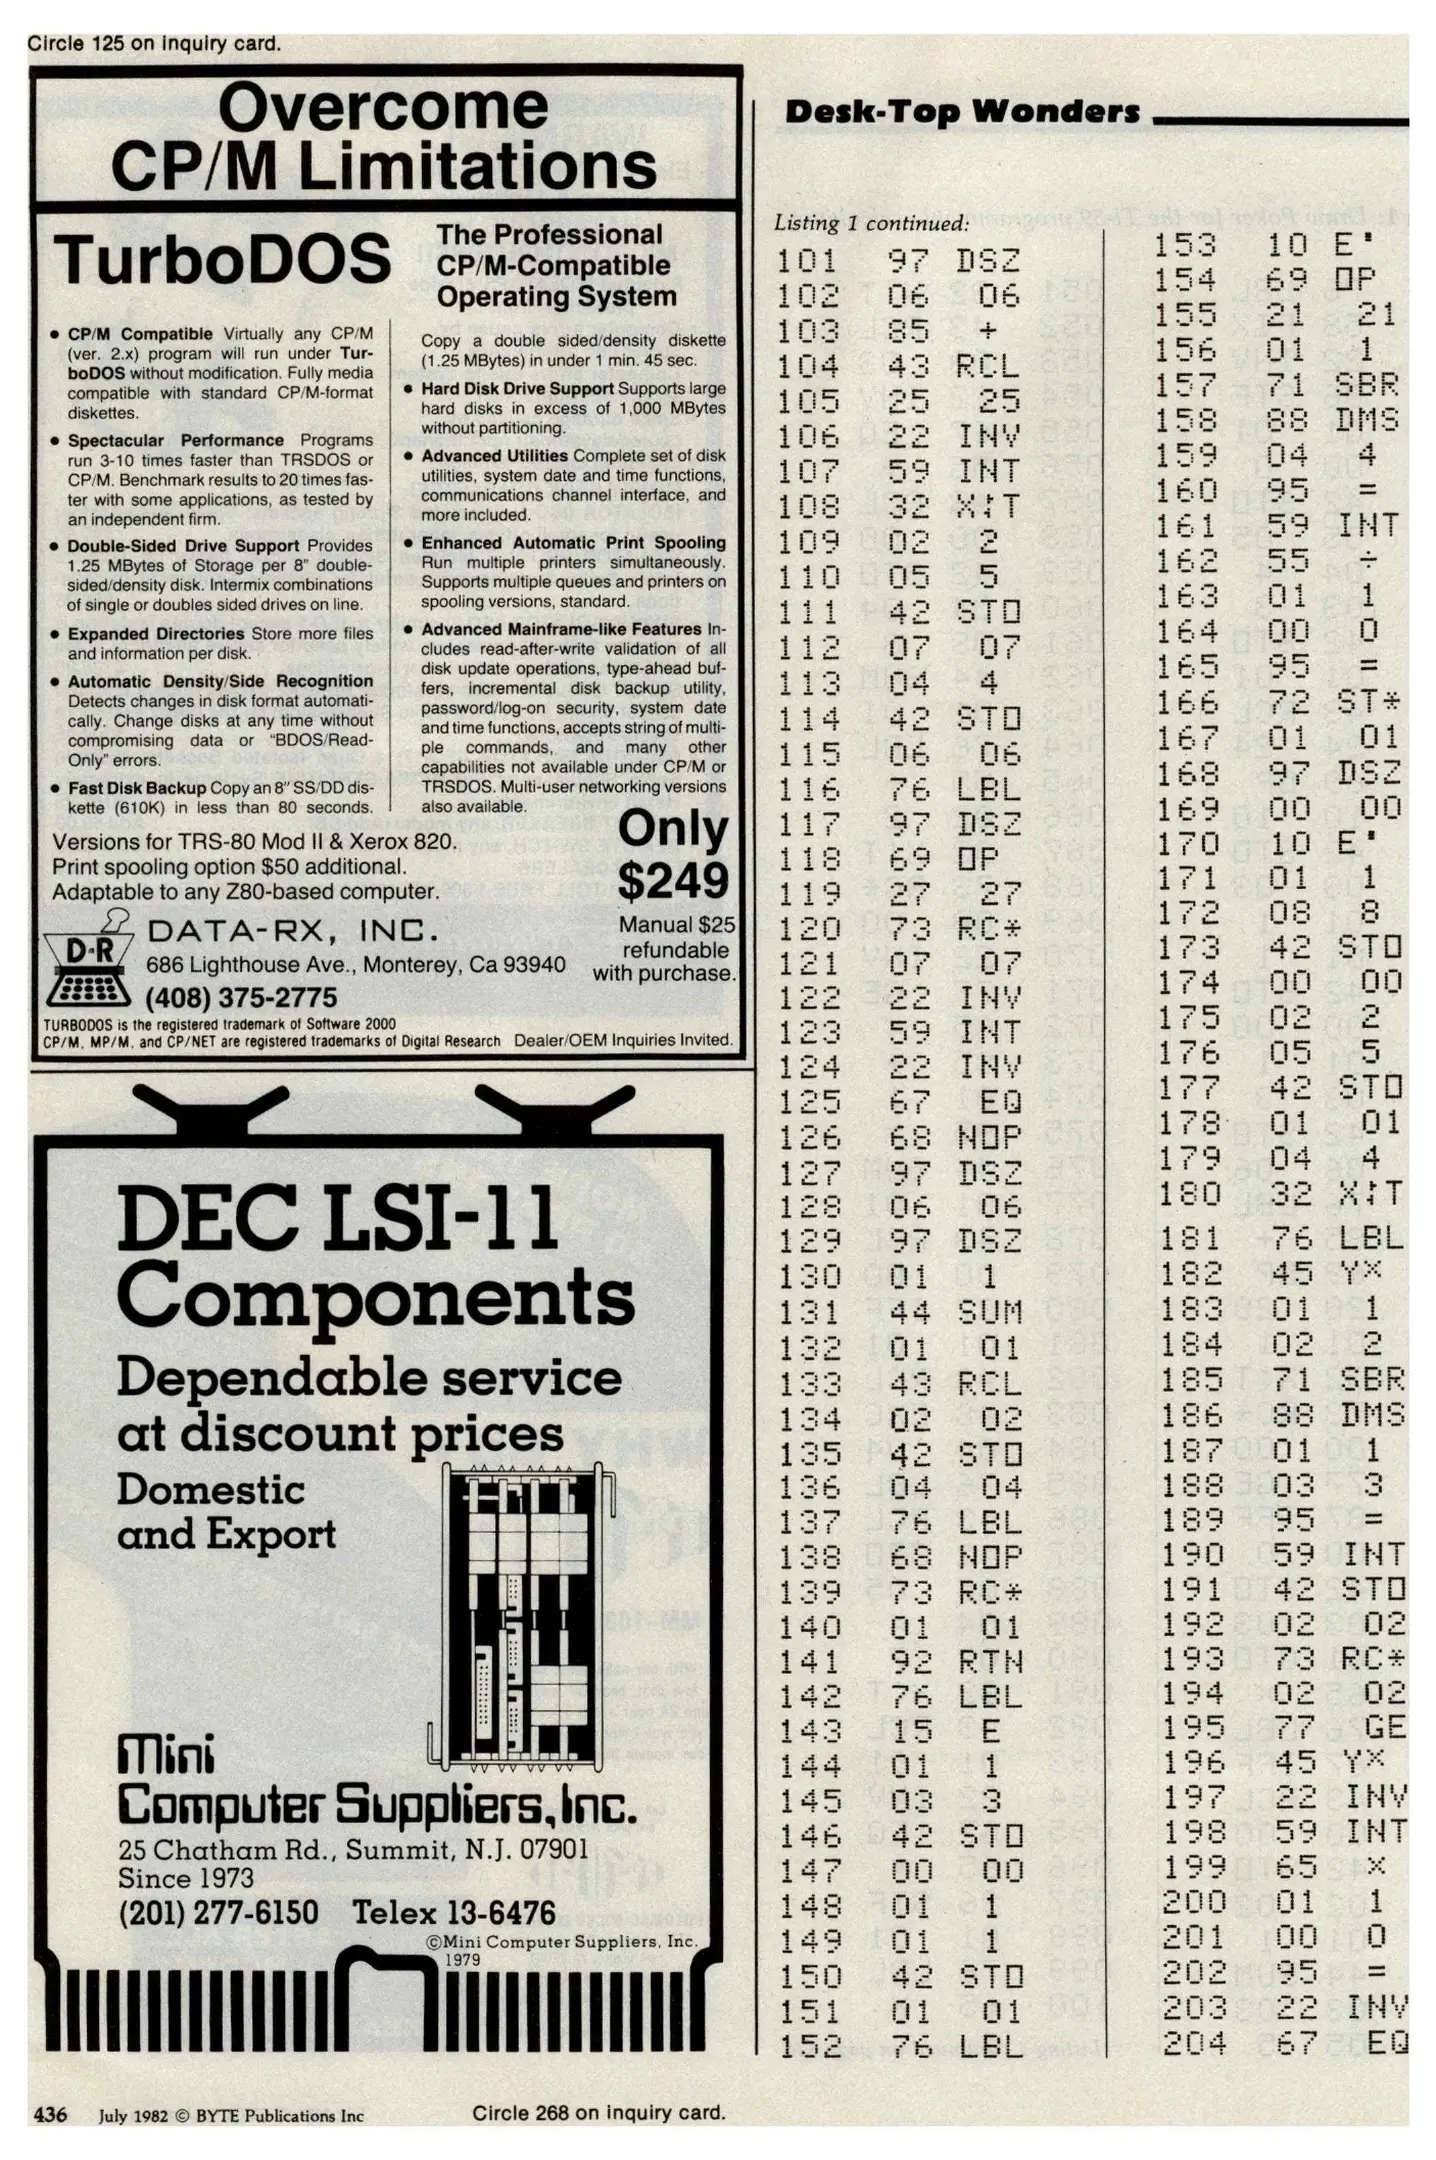 Circle 125 on inquiry card.
Overcome
CP/M Limitations
TurboDOS
The Professional
CP/M-Compatible
Operating System
• CP/M Compatible Virtually any CP/M
(ver. 2.x) program will run under Tur-
boDOS without modification. Fully media
compatible with standard CP/M-format
diskettes.
• Spectacular Performance Programs
run 3-10 times faster than TRSDOS or
CP/M. Benchmark results to 20 times fas-
ter with some applications, as tested by
an independent firm.
• Double-Sided Drive Support Provides
1.25 MBytes of Storage per 8" double-
sided/density disk. Intermix combinations
of single or doubles sided drives on line.
• Expanded Directories Store more files
and information per disk.
• Automatic Density/Side Recognition
Detects changes in disk format automati-
cally. Change disks at any time without
compromising data or "BDOS/Read-
Only" errors.
• Fast Disk Backup Copy an 8" SS/DD dis-
kette (610K) in less than 80 seconds.
Copy a double sided/density diskette
(1.25 MBytes) in under 1 min. 45 sec.
• Hard Disk Drive Support Supports large
hard disks in excess of 1,000 MBytes
without partitioning.
• Advanced Utilities Complete set of disk
utilities, system date and time functions,
communications channel interface, and
more included.
• Enhanced Automatic Print Spooling
Run multiple printers simultaneously.
Supports multiple queues and printers on
spooling versions, standard.
• Advanced Mainframe-like Features In-
cludes read-after-write validation of all
disk update operations, type-ahead buf-
fers, incremental disk backup utility,
password/log-on security, system date
and time functions, accepts string of multi-
ple commands, and many other
capabilities not available under CP/M or
TRSDOS. Multi-user networking versions
also available.
Versions for TRS-80 Mod II & Xerox 820.
Print spooling option $50 additional.
Adaptable to any Z80-based computer.
Only
$249
Manual $25
refundable
with purchase.
D-R
DATA-RX, INC.
686 Lighthouse Ave., Monterey, Ca 93940
(408) 375-2775
TURBODOS is the registered trademark of Software 2000
CP/M, MP/M, and CP/NET are registered trademarks of Digital Research Dealer/OEM Inquiries Invited.
DEC LSI-11
Components
Dependable service
at discount prices
Domestic
and Export
Mini
Computer Suppliers, Inc.
25 Chatham Rd., Summit, N.J. 07901
Since 1973
(201) 277-6150 Telex 13-6476
©Mini Computer Suppliers, Inc.
1979
Desk-Top Wonders
Listing 1 continued:
101 97 DSZ
102 06 06
103 85 +
104 43 RCL
105 25 25
106 22 INV
107 59 INT
108 32 X:T
109 02 2
110 05 5
111 42 STO
112 07 07
113 04 4
114 42 STO
115 06 06
116 76 LBL
117 97 DSZ
118 69 OP
119 27 27
120 73 RC*
121 07 07
122 22 INV
123 59 INT
124 22 INV
125 67 EQ
126 68 NOP
127 97 DSZ
128 06 06
129 97 DSZ
130 01 1
131 44 SUM
132 01 01
133 43 RCL
134 02 02
135 42 STO
136 04 04
137 76 LBL
138 68 NOP
139 73 RC*
140 01 01
141 92 RTN
142 76 LBL
143 15 E
144 01 1
145 03 3
146 42 STO
147 00 00
148 01 1
149 01 1
150 42 STO
151 01 01
152 76 LBL
153 10 E'
154 69 OP
155 21 21
156 01 1
157 71 SBR
158 88 DMS
159 04 4
160 95 =
161 59 INT
162 55 ÷
163 01 1
164 00 0
165 95 =
166 72 ST*
167 01 01
168 97 DSZ
169 00 00
170 10 E'
171 01 1
172 08 8
173 42 STO
174 00 00
175 02 2
176 05 5
177 42 STO
178 01 01
179 04 4
180 32 X:T
181 76 LBL
182 45 Y×
183 01 1
184 02 2
185 71 SBR
186 88 DMS
187 01 1
188 03 3
189 95 =
190 59 INT
191 42 STO
192 02 02
193 73 RC*
194 02 02
195 77 GE
196 45 Y×
197 22 INV
198 59 INT
199 65 ×
200 01 1
201 00 0
202 95 =
203 22 INV
204 67 EQ
436 July 1982 © BYTE Publications Inc
Circle 268 on inquiry card.